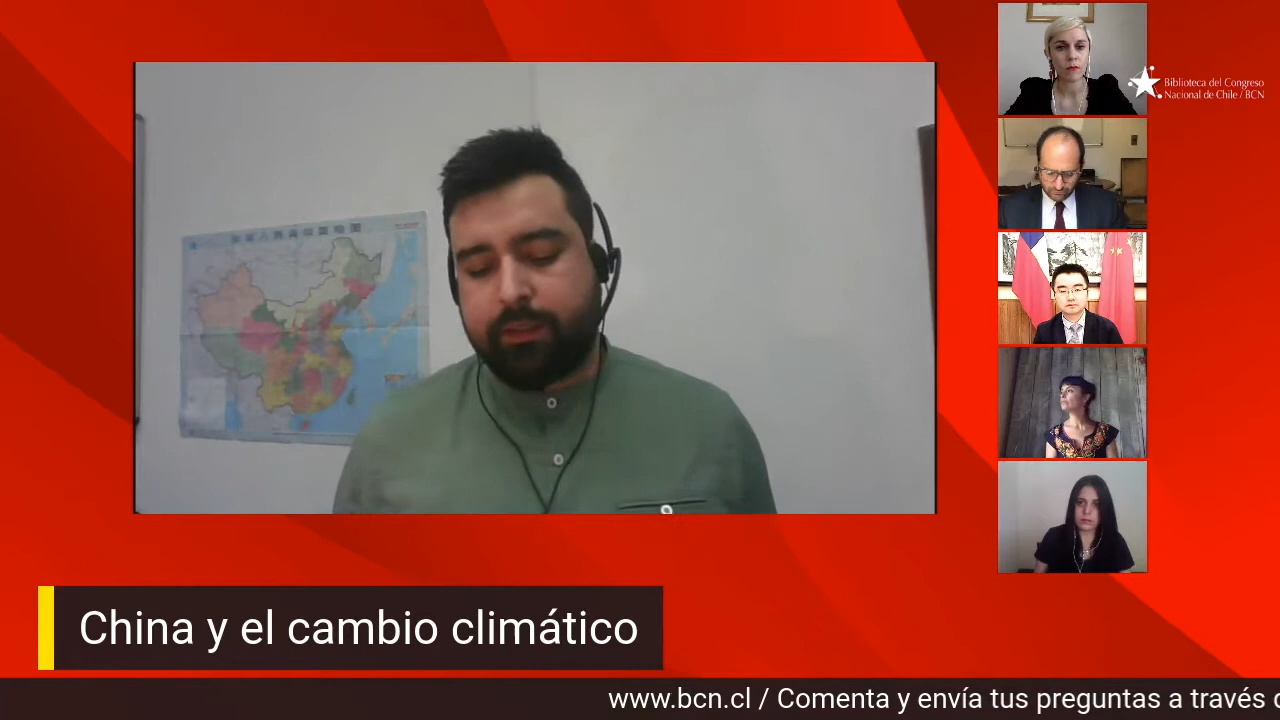 Biblioteca del Congreso
Nacional de Chile / BCN
China y el cambio climático
www.bcn.cl / Comenta y envía tus preguntas a través